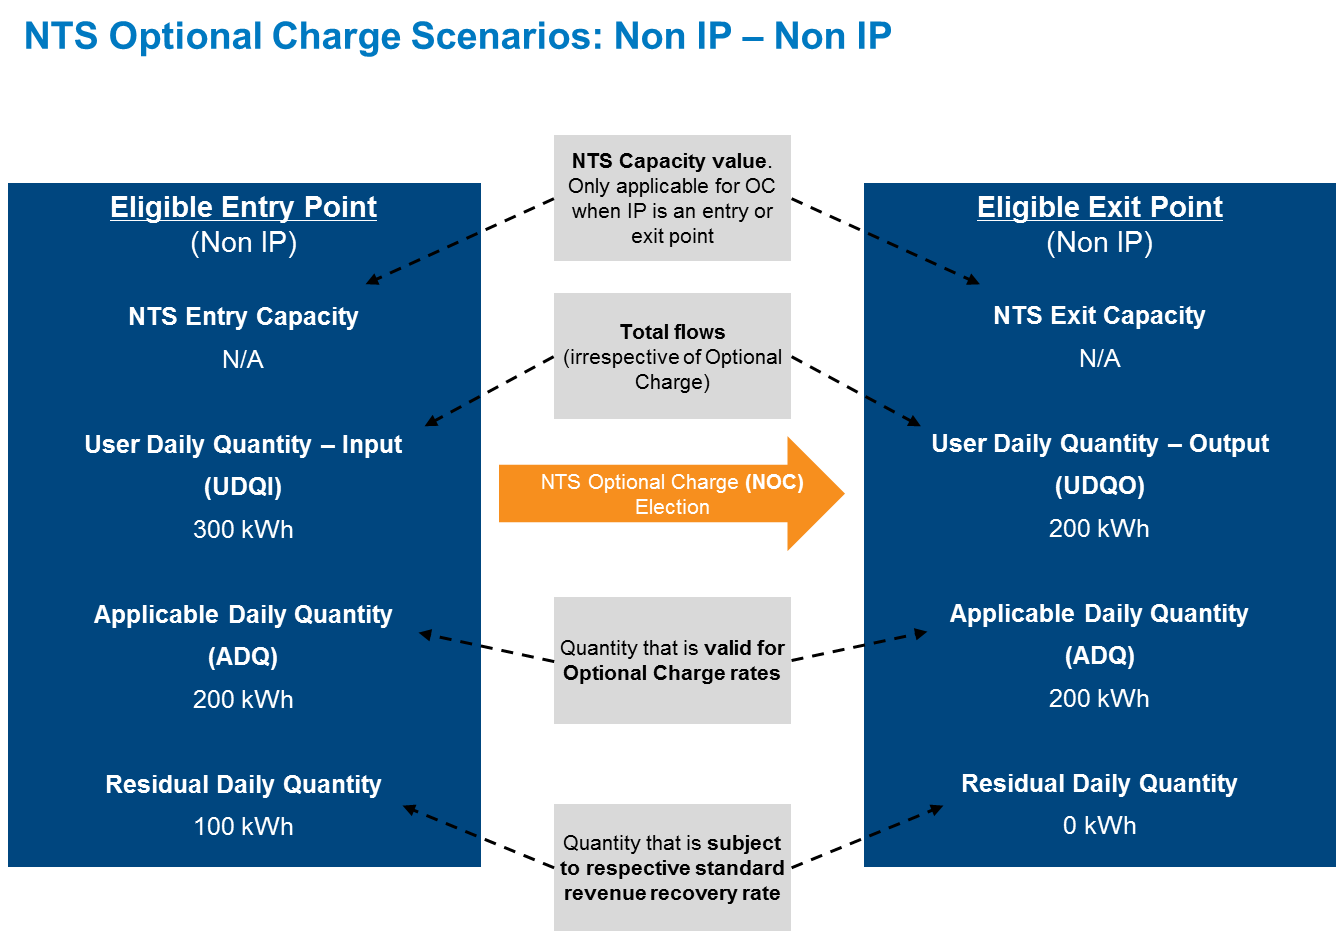 NTS Optional Charge Scenarios: Non IP – Non IP
Eligible Entry Point
(Non IP)
NTS Entry Capacity
N/A
User Daily Quantity – Input
(UDQI)
300 kWh
Applicable Daily Quantity
(ADQ)
200 kWh
Residual Daily Quantity
100 kWh
NTS Capacity value.
Only applicable for OC
when IP is an entry or
exit point
Total flows
(irrespective of Optional
Charge)
NTS Optional Charge (NOC)
Election
Quantity that is valid for
Optional Charge rates
Quantity that is subject
to respective standard
revenue recovery rate
Eligible Exit Point
(Non IP)
NTS Exit Capacity
N/A
User Daily Quantity – Output
(UDQO)
200 kWh
Applicable Daily Quantity
(ADQ)
200 kWh
Residual Daily Quantity
0 kWh